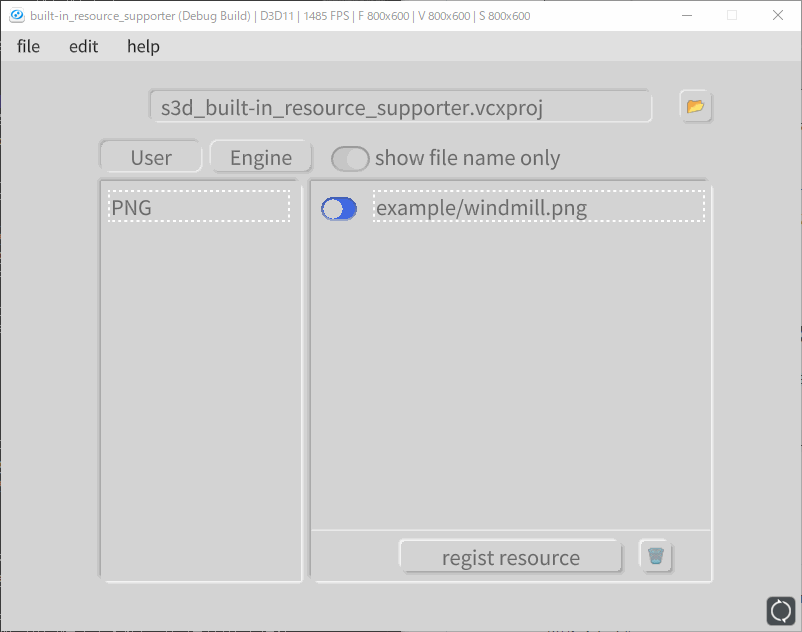 built-in_resource_supporter (Debug Build) | D3D11 | 1485 FPS | F 800x600 | V 800x600 | S 800x600
file edit help
s3d_built-in_resource_supporter.vcxproj
User Engine show file name only
PNG example/windmill.png
regist resource